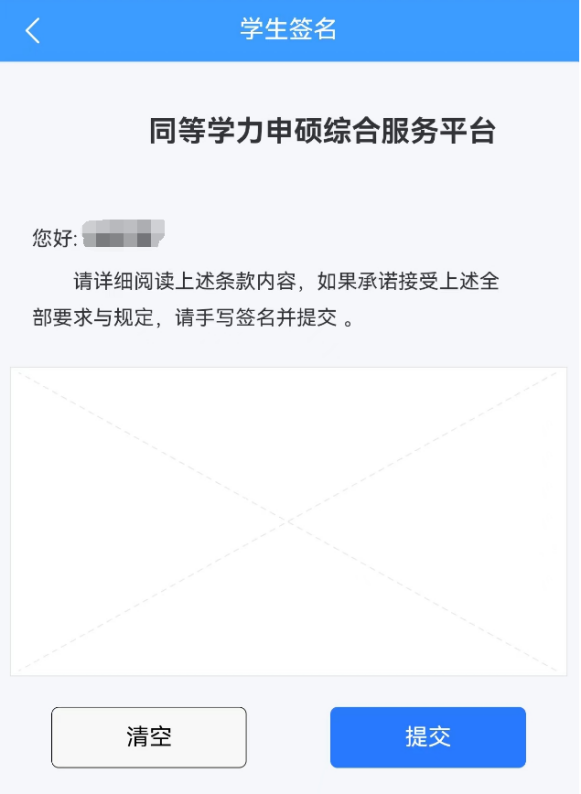 学生签名
同等学力申硕综合服务平台
您好:
请详细阅读上述条款内容，如果承诺接受上述全
部要求与规定，请手写签名并提交 。
清空
提交